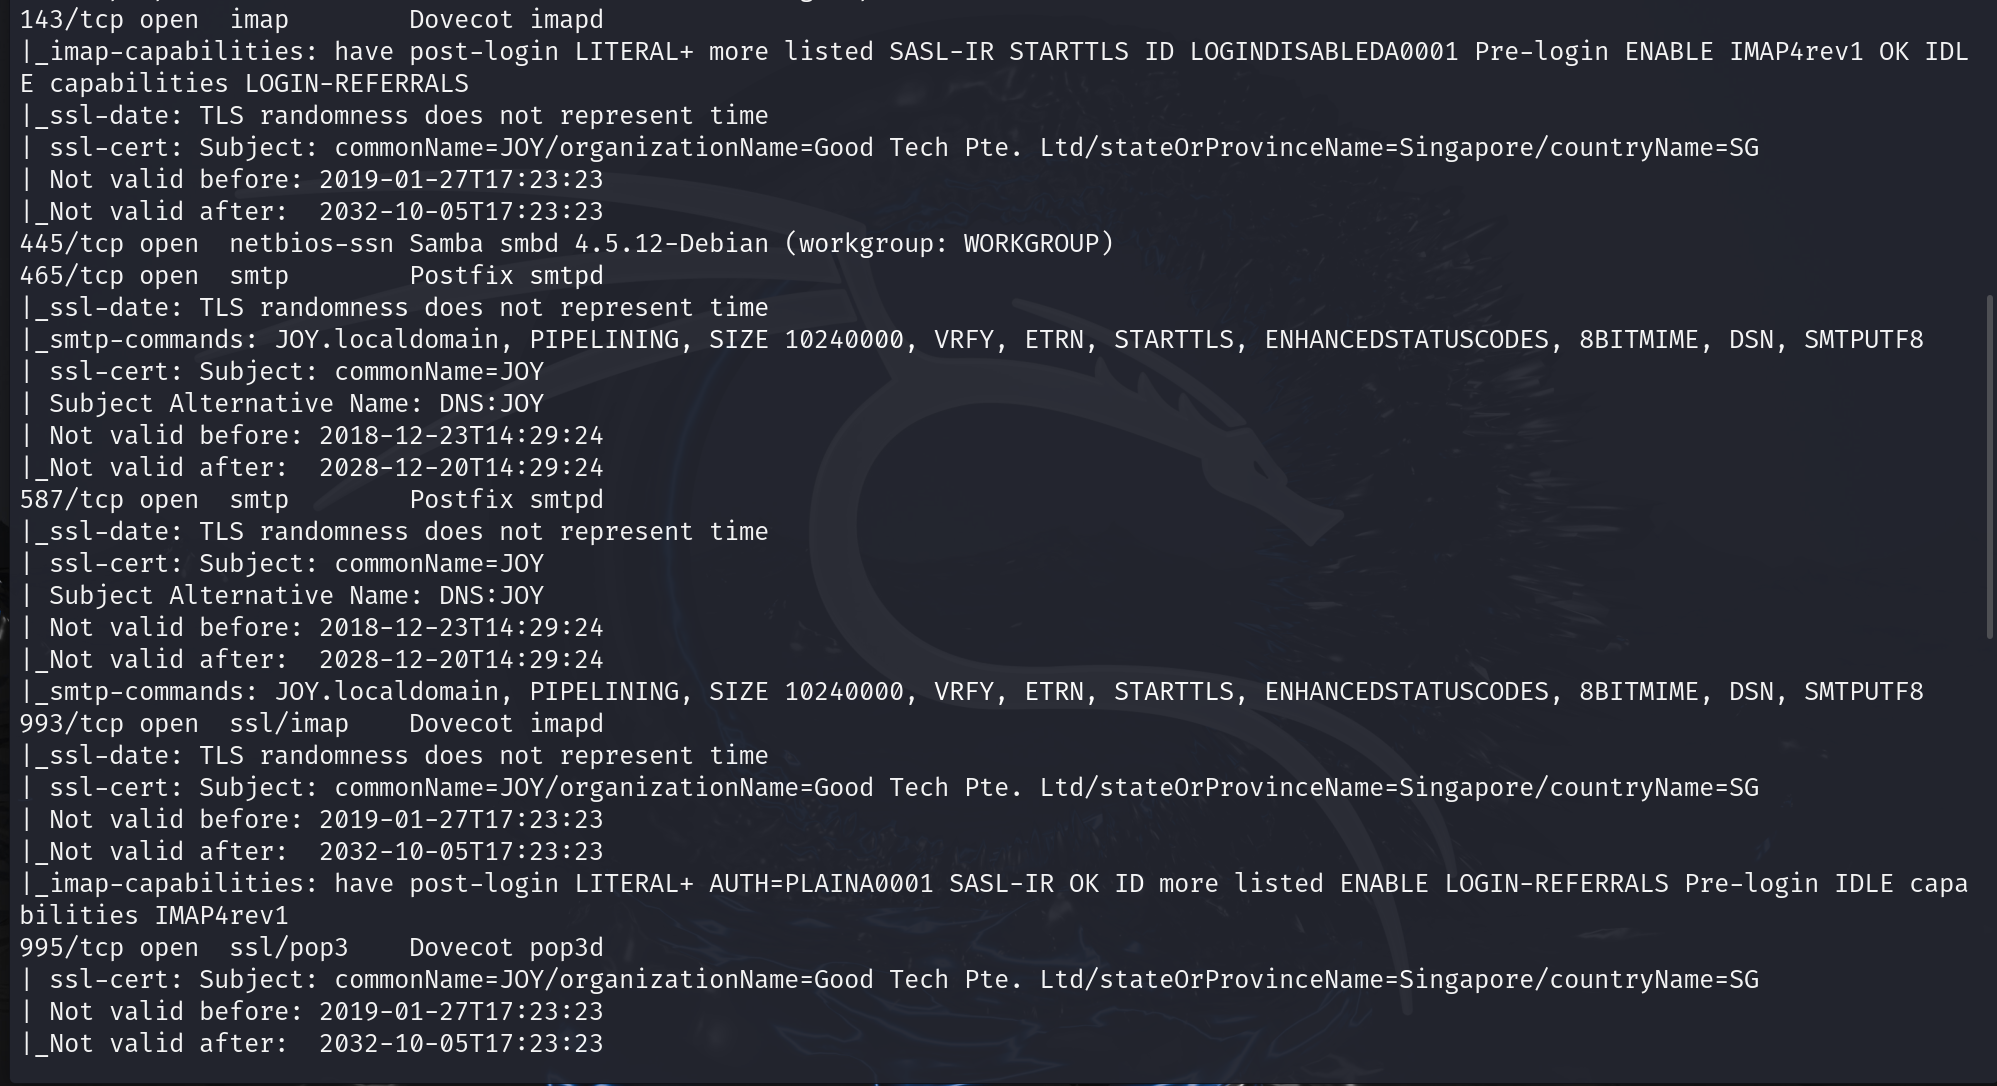 143/tcp open  imap        Dovecot imapd
|_imap-capabilities: have post-login LITERAL+ more listed SASL-IR STARTTLS ID LOGINDISABLEDA0001 Pre-login ENABLE IMAP4rev1 OK IDL
E capabilities LOGIN-REFERRALS
|_ssl-date: TLS randomness does not represent time
| ssl-cert: Subject: commonName=JOY/organizationName=Good Tech Pte. Ltd/stateOrProvinceName=Singapore/countryName=SG
| Not valid before: 2019-01-27T17:23:23
|_Not valid after:  2032-10-05T17:23:23
445/tcp open  netbios-ssn Samba smbd 4.5.12-Debian (workgroup: WORKGROUP)
465/tcp open  smtp        Postfix smtpd
|_ssl-date: TLS randomness does not represent time
|_smtp-commands: JOY.localdomain, PIPELINING, SIZE 10240000, VRFY, ETRN, STARTTLS, ENHANCEDSTATUSCODES, 8BITMIME, DSN, SMTPUTF8
| ssl-cert: Subject: commonName=JOY
| Subject Alternative Name: DNS:JOY
| Not valid before: 2018-12-23T14:29:24
|_Not valid after:  2028-12-20T14:29:24
587/tcp open  smtp        Postfix smtpd
|_ssl-date: TLS randomness does not represent time
| ssl-cert: Subject: commonName=JOY
| Subject Alternative Name: DNS:JOY
| Not valid before: 2018-12-23T14:29:24
|_Not valid after:  2028-12-20T14:29:24
|_smtp-commands: JOY.localdomain, PIPELINING, SIZE 10240000, VRFY, ETRN, STARTTLS, ENHANCEDSTATUSCODES, 8BITMIME, DSN, SMTPUTF8
993/tcp open  ssl/imap    Dovecot imapd
|_ssl-date: TLS randomness does not represent time
| ssl-cert: Subject: commonName=JOY/organizationName=Good Tech Pte. Ltd/stateOrProvinceName=Singapore/countryName=SG
| Not valid before: 2019-01-27T17:23:23
|_Not valid after:  2032-10-05T17:23:23
|_imap-capabilities: have post-login LITERAL+ AUTH=PLAINA0001 SASL-IR OK ID more listed ENABLE LOGIN-REFERRALS Pre-login IDLE capa
bilities IMAP4rev1
995/tcp open  ssl/pop3    Dovecot pop3d
| ssl-cert: Subject: commonName=JOY/organizationName=Good Tech Pte. Ltd/stateOrProvinceName=Singapore/countryName=SG
| Not valid before: 2019-01-27T17:23:23
|_Not valid after:  2032-10-05T17:23:23